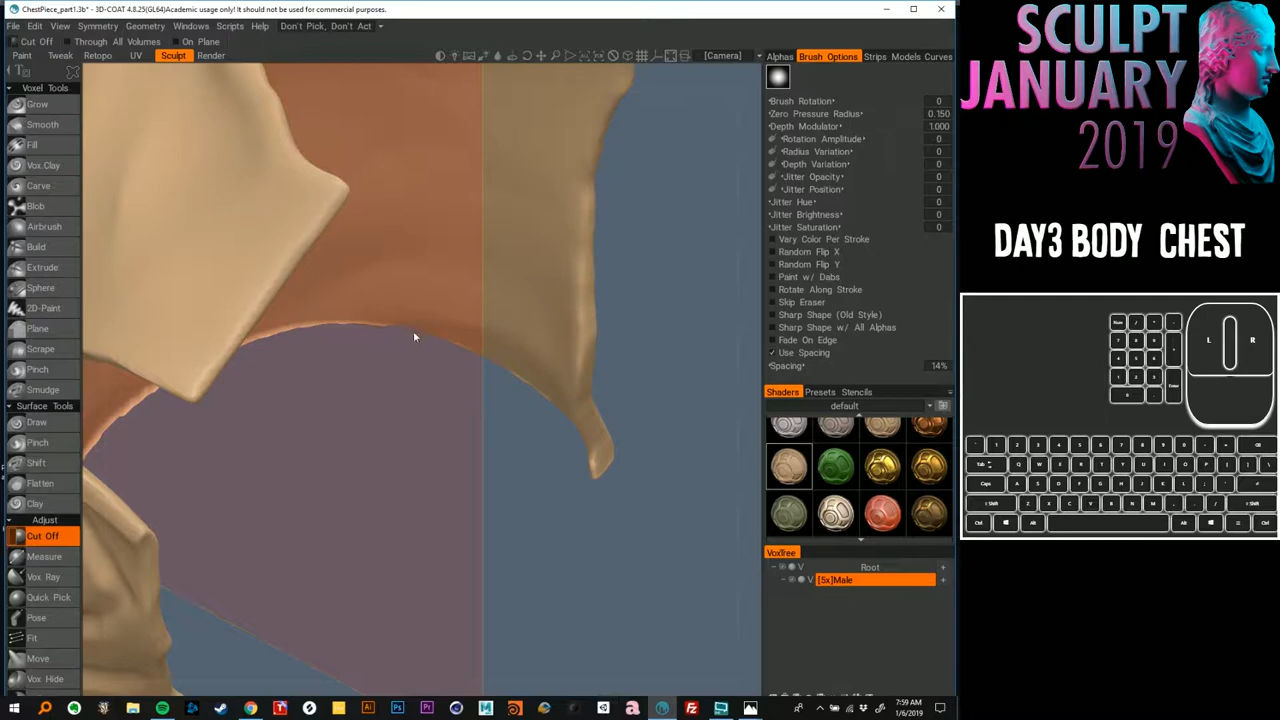 ChestPiece_part1.3b* - 3D-COAT 4.8.25(GL64)Academic usage only! It should not be used for commercial purposes.
File Edit View Symmetry Geometry Windows Scripts Help Don't Pick, Don't Act
Cut Off Through All Volumes On Plane
Paint Tweak Retopo UV Sculpt Render [Camera]
Voxel Tools
Grow
Smooth
Fill
Vox.Clay
Carve
Blob
Airbrush
Build
Extrude
Sphere
2D-Paint
Plane
Scrape
Pinch
Smudge
Surface Tools
Draw
Pinch
Shift
Flatten
Clay
Adjust
Cut Off
Measure
Vox Ray
Quick Pick
Pose
Fit
Move
Vox Hide
Alphas Brush Options Strips Models Curves
Brush Rotation 0
Zero Pressure Radius 0.150
Depth Modulator 1.000
Rotation Amplitude 0
Radius Variation 0
Depth Variation 0
Jitter Opacity 0
Jitter Position 0
Jitter Hue 0
Jitter Brightness 0
Jitter Saturation 0
Vary Color Per Stroke
Random Flip X
Random Flip Y
Paint w/ Dabs
Rotate Along Stroke
Skip Eraser
Sharp Shape (Old Style)
Sharp Shape w/ All Alphas
Fade On Edge
Use Spacing
Spacing 14%
Shaders Presets Stencils
default
VoxTree
V Root +
V [5x]Male +
7:59 AM
1/6/2019
SCULPT
JANUARY
2019
DAY3 BODY CHEST
L R